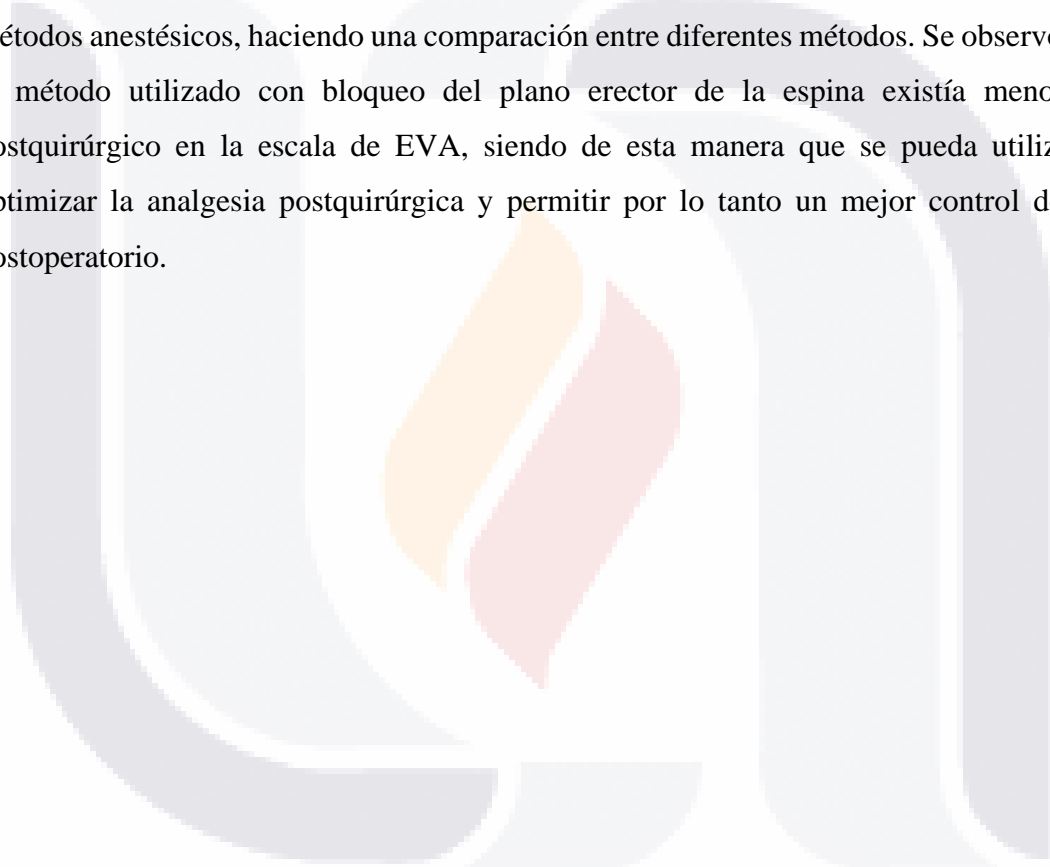 étodos anestésicos, haciendo una comparación entre diferentes métodos. Se observó
método utilizado con bloqueo del plano erector de la espina existía meno
ostquirúrgico en la escala de EVA, siendo de esta manera que se pueda utiliz
ptimizar la analgesia postquirúrgica y permitir por lo tanto un mejor control d
ostoperatorio.